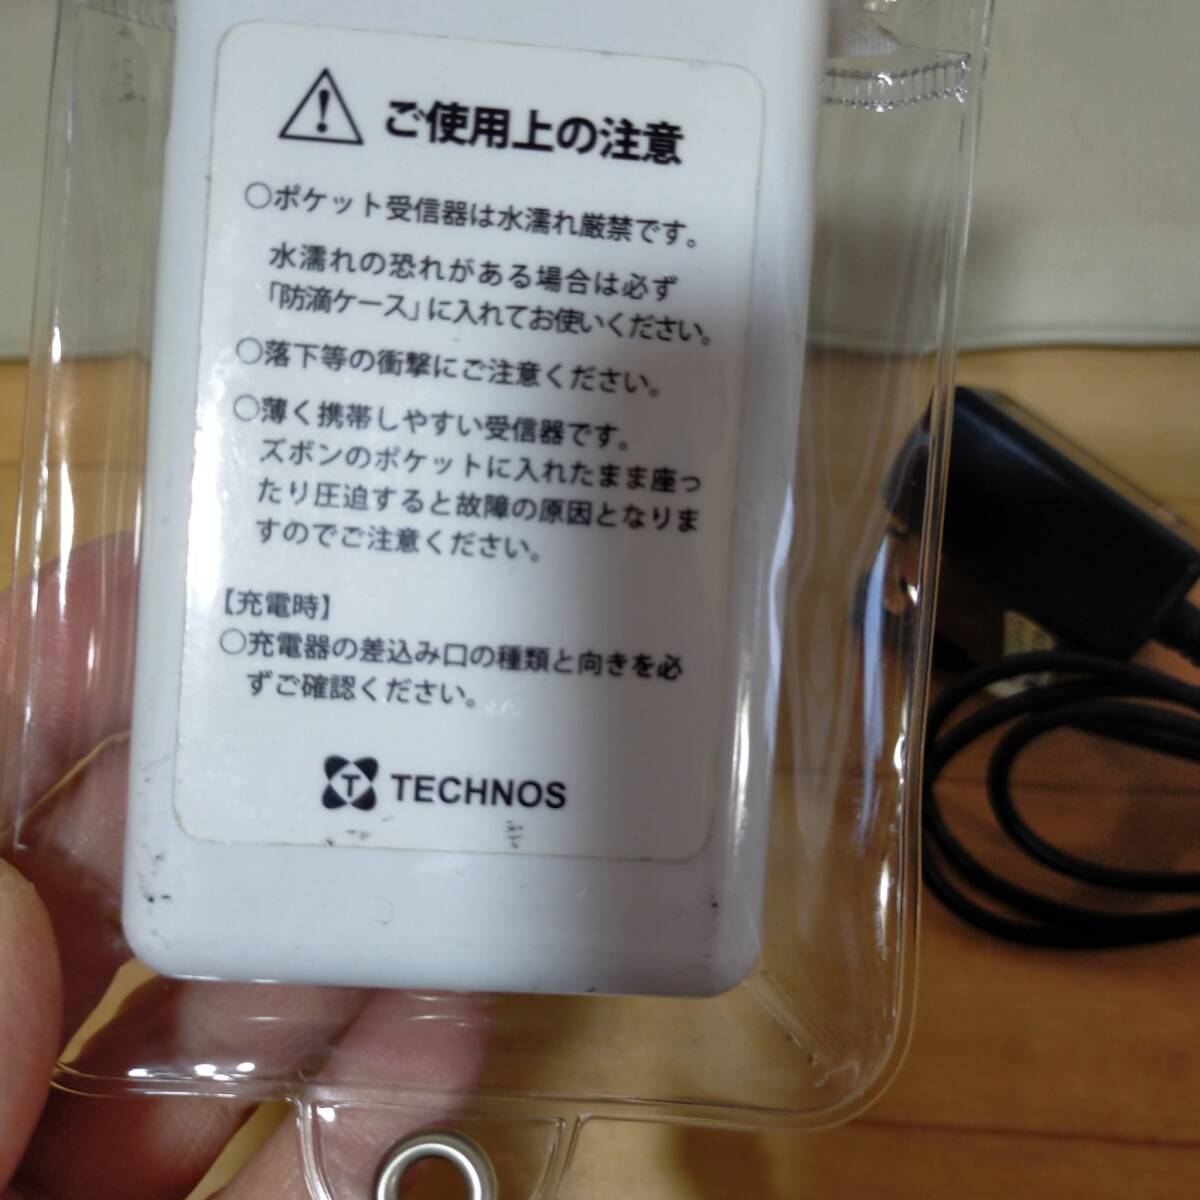 ご使用上の注意
○ポケット受信器は水濡れ厳禁です。
水濡れの恐れがある場合は必ず
「防滴ケース」に入れてお使いください。
○落下等の衝撃にご注意ください。
○薄く携帯しやすい受信器です。
ズボンのポケットに入れたまま座っ
たり圧迫すると故障の原因となりま
すのでご注意ください。
【充電時】
○充電器の差込み口の種類と向きを必
ずご確認ください。
T TECHNOS